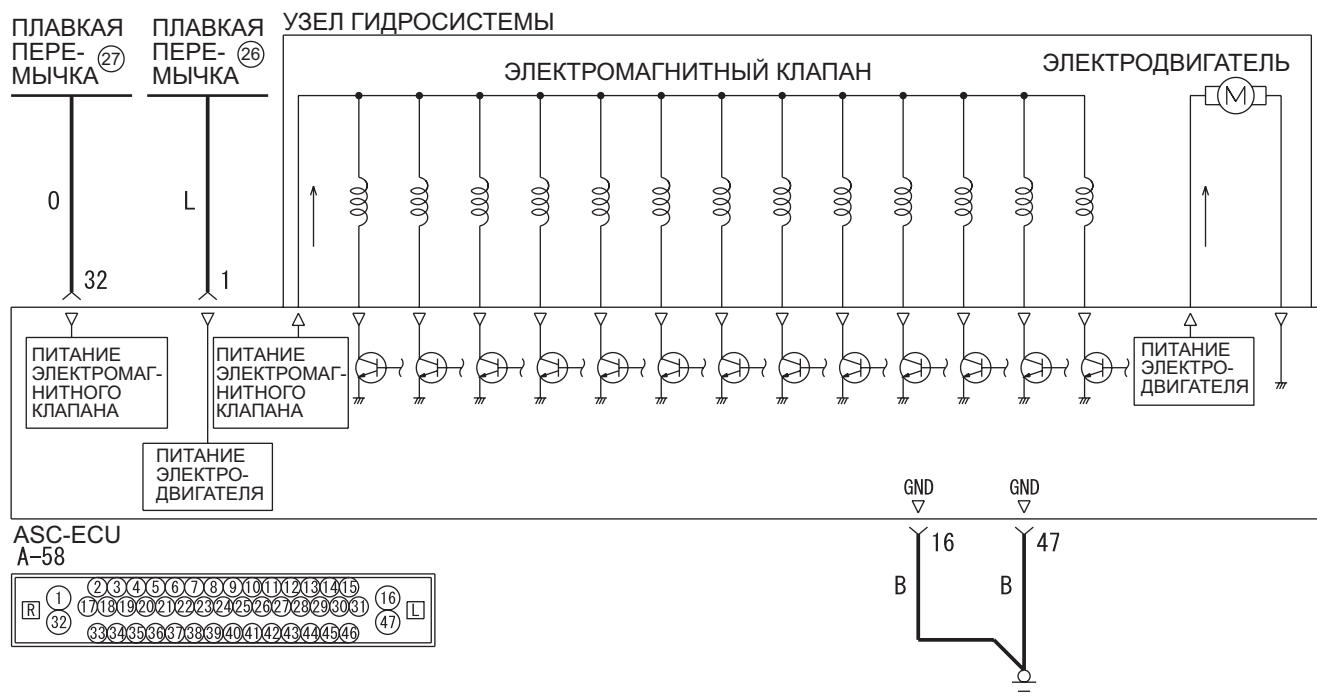 ПЛАВКАЯ
ПЕРЕ-
МЫЧКА
27
ПЛАВКАЯ
ПЕРЕ-
МЫЧКА
26
УЗЕЛ ГИДРОСИСТЕМЫ
ЭЛЕКТРОМАГНИТНЫЙ КЛАПАН
ЭЛЕКТРОДВИГАТЕЛЬ
M
O
L
32
1
ПИТАНИЕ
ЭЛЕКТРОМАГ-
НИТНОГО
КЛАПАНА
ПИТАНИЕ
ЭЛЕКТРО-
ДВИГАТЕЛЯ
ПИТАНИЕ
ЭЛЕКТРОМАГ-
НИТНОГО
КЛАПАНА
ПИТАНИЕ
ЭЛЕКТРО-
ДВИГАТЕЛЯ
GND
GND
16
47
B
B
ASC-ECU
A-58
R
1
32
2 3 4 5 6 7 8 9 10 11 12 13 14 15
17 18 19 20 21 22 23 24 25 26 27 28 29 30 31
33 34 35 36 37 38 39 40 41 42 43 44 45 46
16
47
L